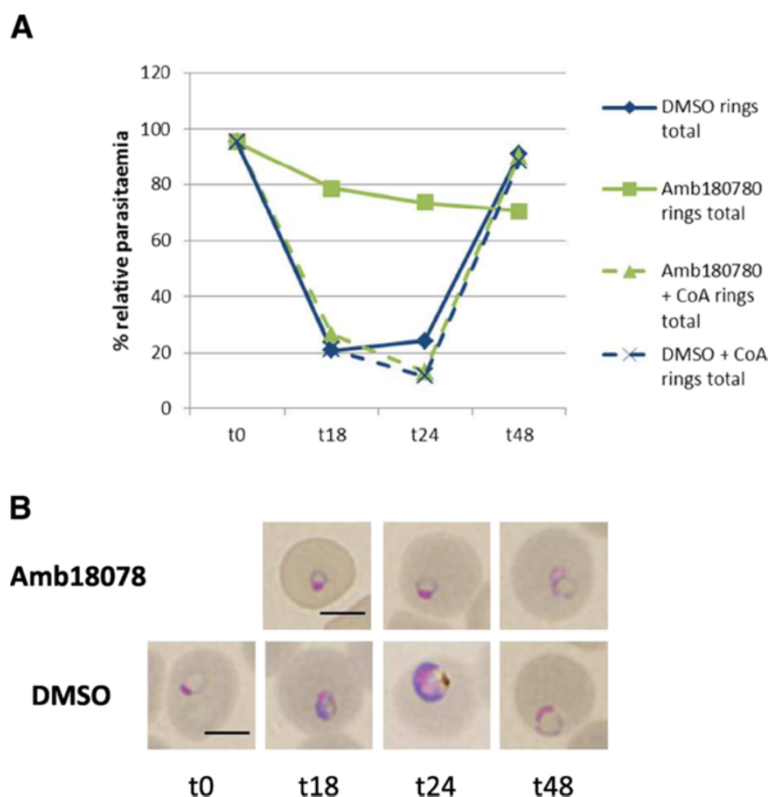 A
120
100
80
60
40
20
0
% relative parasitaemia
t0 t18 t24 t48
DMSO rings
total
Amb180780
rings total
Amb180780
+ CoA rings
total
DMSO + CoA
rings total
B
Amb18078
DMSO
t0 t18 t24 t48